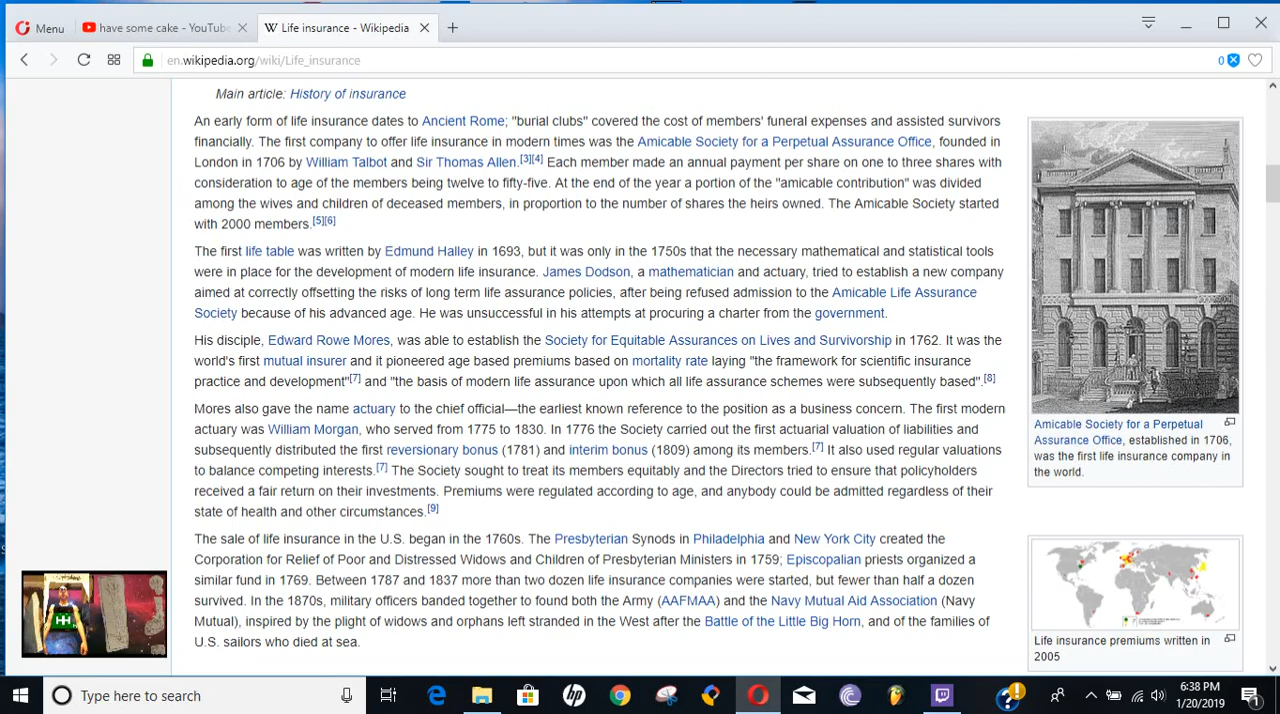 Menu
have some cake - YouTube
Life insurance - Wikipedia
en.wikipedia.org/wiki/Life_insurance
0
Main article: History of insurance
An early form of life insurance dates to Ancient Rome; "burial clubs" covered the cost of members' funeral expenses and assisted survivors
financially. The first company to offer life insurance in modern times was the Amicable Society for a Perpetual Assurance Office, founded in
London in 1706 by William Talbot and Sir Thomas Allen.[3][4] Each member made an annual payment per share on one to three shares with
consideration to age of the members being twelve to fifty-five. At the end of the year a portion of the "amicable contribution" was divided
among the wives and children of deceased members, in proportion to the number of shares the heirs owned. The Amicable Society started
with 2000 members.[5][6]
The first life table was written by Edmund Halley in 1693, but it was only in the 1750s that the necessary mathematical and statistical tools
were in place for the development of modern life insurance. James Dodson, a mathematician and actuary, tried to establish a new company
aimed at correctly offsetting the risks of long term life assurance policies, after being refused admission to the Amicable Life Assurance
Society because of his advanced age. He was unsuccessful in his attempts at procuring a charter from the government.
His disciple, Edward Rowe Mores, was able to establish the Society for Equitable Assurances on Lives and Survivorship in 1762. It was the
world's first mutual insurer and it pioneered age based premiums based on mortality rate laying "the framework for scientific insurance
practice and development"[7] and "the basis of modern life assurance upon which all life assurance schemes were subsequently based".[8]
Mores also gave the name actuary to the chief official—the earliest known reference to the position as a business concern. The first modern
actuary was William Morgan, who served from 1775 to 1830. In 1776 the Society carried out the first actuarial valuation of liabilities and
subsequently distributed the first reversionary bonus (1781) and interim bonus (1809) among its members.[7] It also used regular valuations
to balance competing interests.[7] The Society sought to treat its members equitably and the Directors tried to ensure that policyholders
received a fair return on their investments. Premiums were regulated according to age, and anybody could be admitted regardless of their
state of health and other circumstances.[9]
The sale of life insurance in the U.S. began in the 1760s. The Presbyterian Synods in Philadelphia and New York City created the
Corporation for Relief of Poor and Distressed Widows and Children of Presbyterian Ministers in 1759; Episcopalian priests organized a
similar fund in 1769. Between 1787 and 1837 more than two dozen life insurance companies were started, but fewer than half a dozen
survived. In the 1870s, military officers banded together to found both the Army (AAFMAA) and the Navy Mutual Aid Association (Navy
Mutual), inspired by the plight of widows and orphans left stranded in the West after the Battle of the Little Big Horn, and of the families of
U.S. sailors who died at sea.
Amicable Society for a Perpetual
Assurance Office, established in 1706,
was the first life insurance company in
the world.
Life insurance premiums written in
2005
Type here to search
hp
6:38 PM
1/20/2019
1